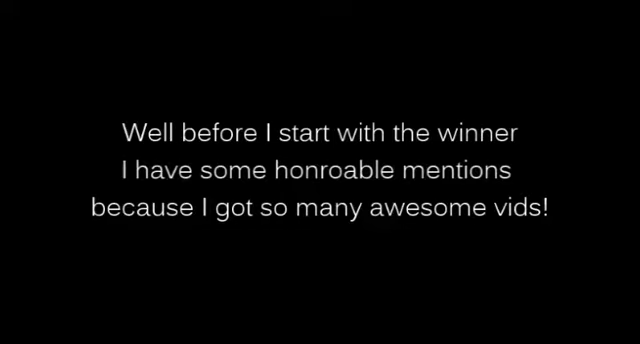 Well before I start with the winner
I have some honroable mentions
because I got so many awesome vids!